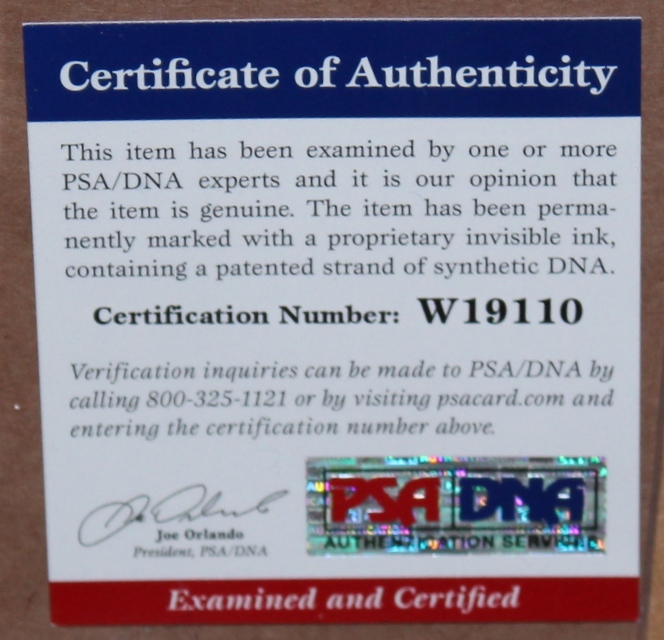 Certificate of Authenticity
This item has been examined by one or more
PSA/DNA experts and it is our opinion that
the item is genuine. The item has been perma-
nently marked with a proprietary invisible ink,
containing a patented strand of synthetic DNA.
Certification Number: W19110
Verification inquiries can be made to PSA/DNA by
calling 800-325-1121 or by visiting psacard.com and
entering the certification number above.
Joe Orlando
President, PSA/DNA
PSA DNA
AUTHENTICATION SERVICES
Examined and Certified